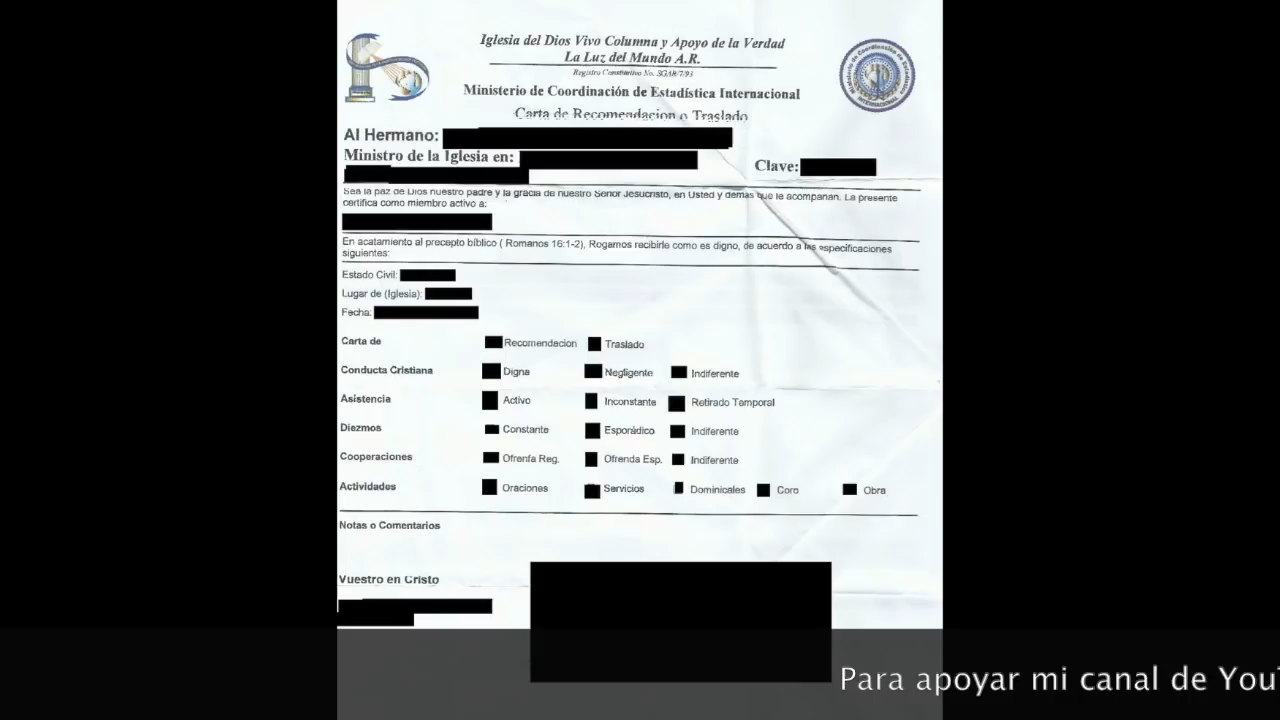 Iglesia del Dios Vivo Columna y Apoyo de la Verdad
La Luz del Mundo A.R.
Registro Constitutivo No. SGAR/7/93
Ministerio de Coordinación de Estadística Internacional
Carta de Recomendacion o Traslado
Al Hermano:
Ministro de la Iglesia en:
Clave:
Sea la paz de Dios nuestro padre y la gracia de nuestro Señor Jesucristo, en Usted y demas que le acompañan. La presente
certifica como miembro activo a:
En acatamiento al precepto bíblico ( Romanos 16:1-2), Rogamos recibirle como es digno, de acuerdo a las especificaciones
siguientes:
Estado Civil:
Lugar de (Iglesia):
Fecha:
Carta de Recomendacion Traslado
Conducta Cristiana Digna Negligente Indiferente
Asistencia Activo Inconstante Retirado Temporal
Diezmos Constante Esporádico Indiferente
Cooperaciones Ofrenfa Reg. Ofrenda Esp. Indiferente
Actividades Oraciones Servicios Dominicales Coro Obra
Notas o Comentarios
Vuestro en Cristo
Para apoyar mi canal de You